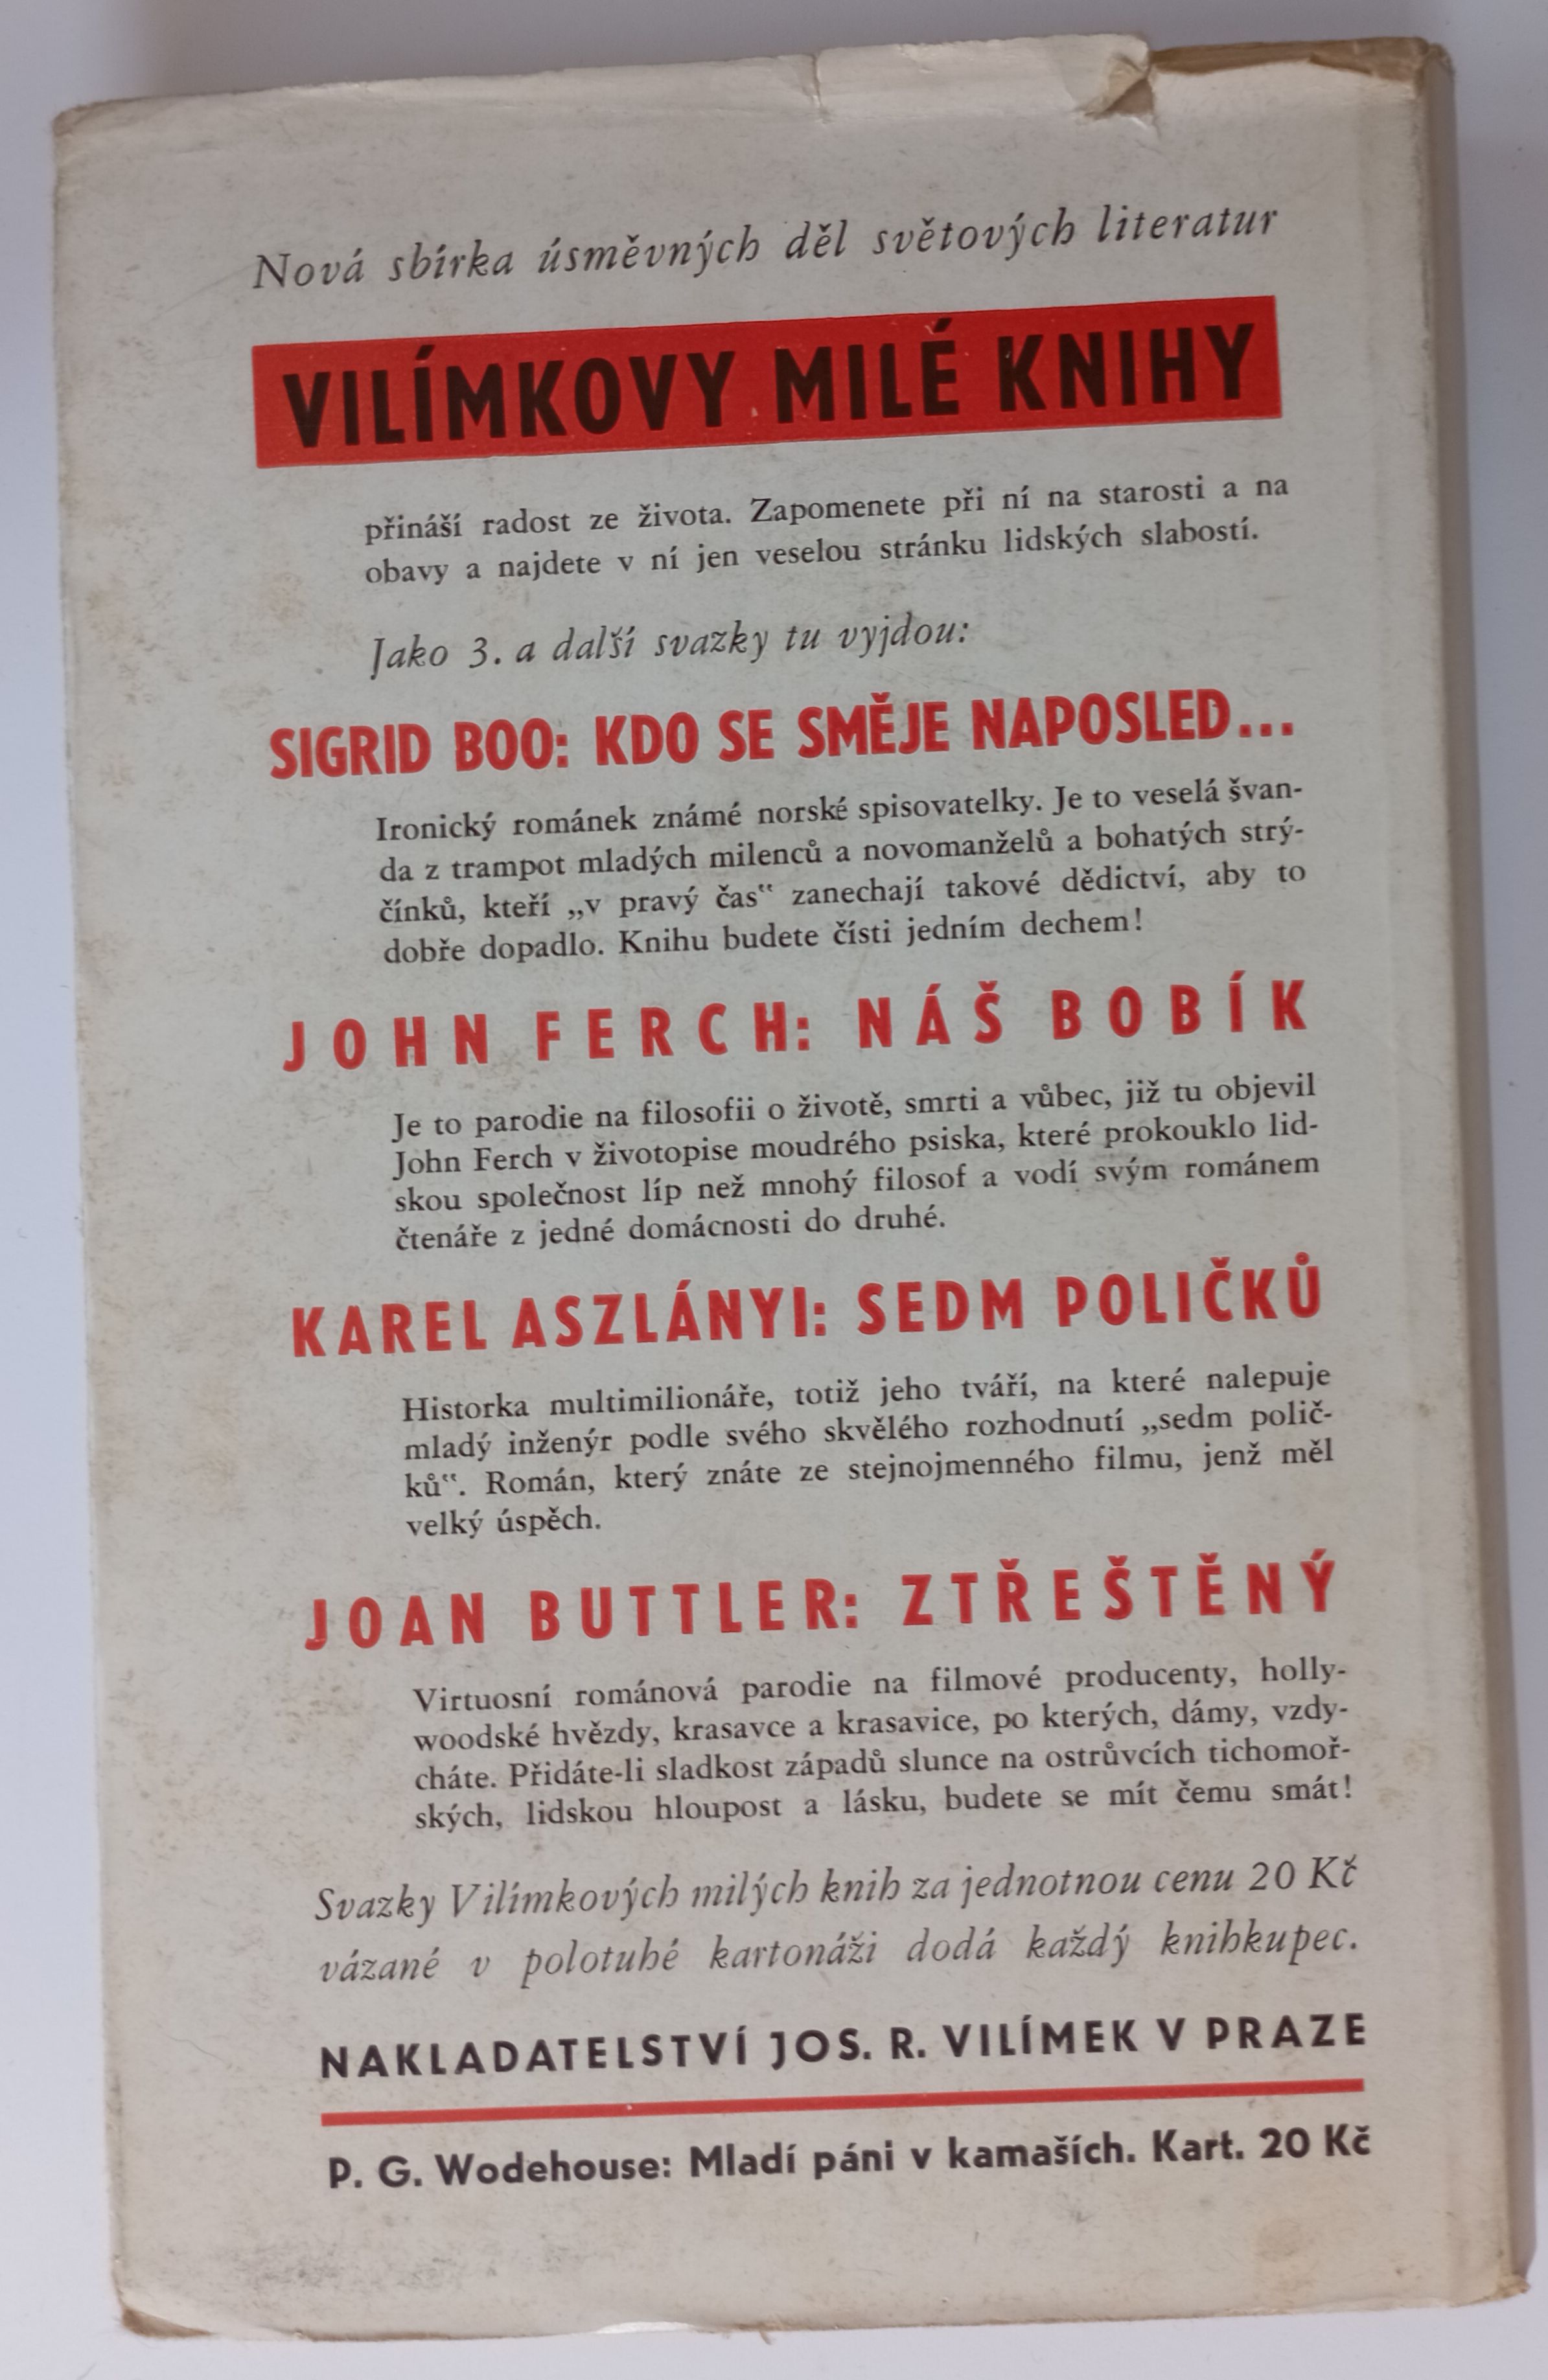 Nová sbírka úsměvných děl světových literatur
VILÍMKOVY MILÉ KNIHY
přináší radost ze života. Zapomenete při ní na starosti a na
obavy a najdete v ní jen veselou stránku lidských slabostí.
Jako 3. a další svazky tu vyjdou:
SIGRID BOO: KDO SE SMĚJE NAPOSLED...
Ironický románek známé norské spisovatelky. Je to veselá švan-
da z trampot mladých milenců a novomanželů a bohatých strý-
čínků, kteří „v pravý čas“ zanechají takové dědictví, aby to
dobře dopadlo. Knihu budete čísti jedním dechem!
JOHN FERCH: NÁŠ BOBÍK
Je to parodie na filosofii o životě, smrti a vůbec, již tu objevil
John Ferch v životopise moudrého psiska, které prokouklo lid-
skou společnost líp než mnohý filosof a vodí svým románem
čtenáře z jedné domácnosti do druhé.
KAREL ASZLÁNYI: SEDM POLIČKŮ
Historka multimilionáře, totiž jeho tváří, na které nalepuje
mladý inženýr podle svého skvělého rozhodnutí „sedm polič-
ků“. Román, který znáte ze stejnojmenného filmu, jenž měl
velký úspěch.
JOAN BUTTLER: ZTŘEŠTĚNÝ
Virtuosní románová parodie na filmové producenty, holly-
woodské hvězdy, krasavce a krasavice, po kterých, dámy, vzdy-
cháte. Přidáte-li sladkost západů slunce na ostrůvcích tichomoř-
ských, lidskou hloupost a lásku, budete se mít čemu smát!
Svazky Vilímkových milých knih za jednotnou cenu 20 Kč
vázané v polotuhé kartonáži dodá každý knihkupec.
NAKLADATELSTVÍ JOS. R. VILÍMEK V PRAZE
P. G. Wodehouse: Mladí páni v kamaších. Kart. 20 Kč